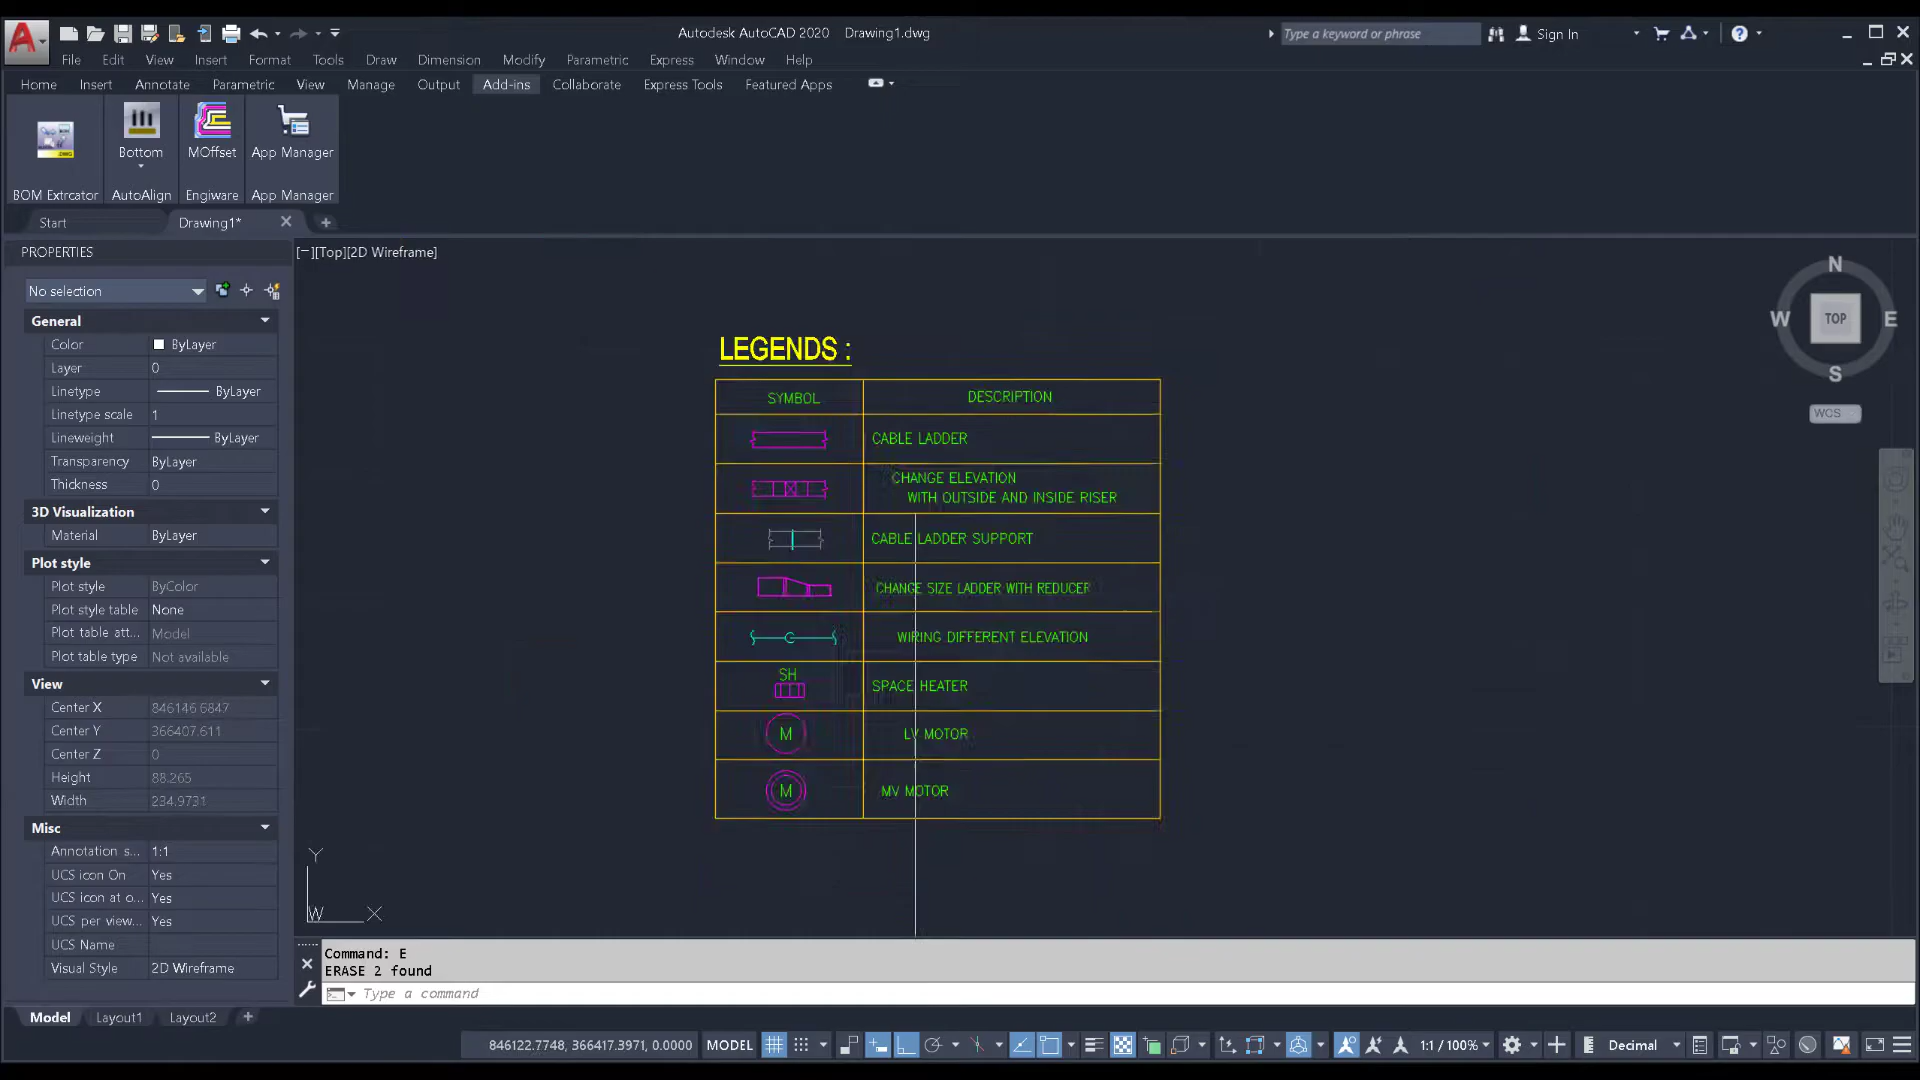 Autodesk AutoCAD 2020 Drawing1.dwg
Type a keyword or phrase
Sign In
File Edit View Insert Format Tools Draw Dimension Modify Parametric Express Window Help
Home Insert Annotate Parametric View Manage Output Add-ins Collaborate Express Tools Featured Apps
Bottom MOffset App Manager
BOM Extrcator AutoAlign Engiware App Manager
Start Drawing1*
PROPERTIES
[−][Top][2D Wireframe]
No selection
General
Color ByLayer
Layer 0
Linetype ByLayer
Linetype scale 1
Lineweight ByLayer
Transparency ByLayer
Thickness 0
3D Visualization
Material ByLayer
Plot style
Plot style ByColor
Plot style table None
Plot table att... Model
Plot table type Not available
View
Center X 846146.6847
Center Y 366407.611
Center Z 0
Height 88.265
Width 234.9731
Misc
Annotation s... 1:1
UCS icon On Yes
UCS icon at o... Yes
UCS per view... Yes
UCS Name
Visual Style 2D Wireframe
LEGENDS :
SYMBOL DESCRIPTION
CABLE LADDER
CHANGE ELEVATION
WITH OUTSIDE AND INSIDE RISER
CABLE LADDER SUPPORT
CHANGE SIZE LADDER WITH REDUCER
WIRING DIFFERENT ELEVATION
SH SPACE HEATER
M LV MOTOR
M MV MOTOR
N
W TOP E
S
WCS
Y
W X
Command: E
ERASE 2 found
Type a command
Model Layout1 Layout2
846122.7748, 366417.3971, 0.0000 MODEL 1:1 / 100% Decimal